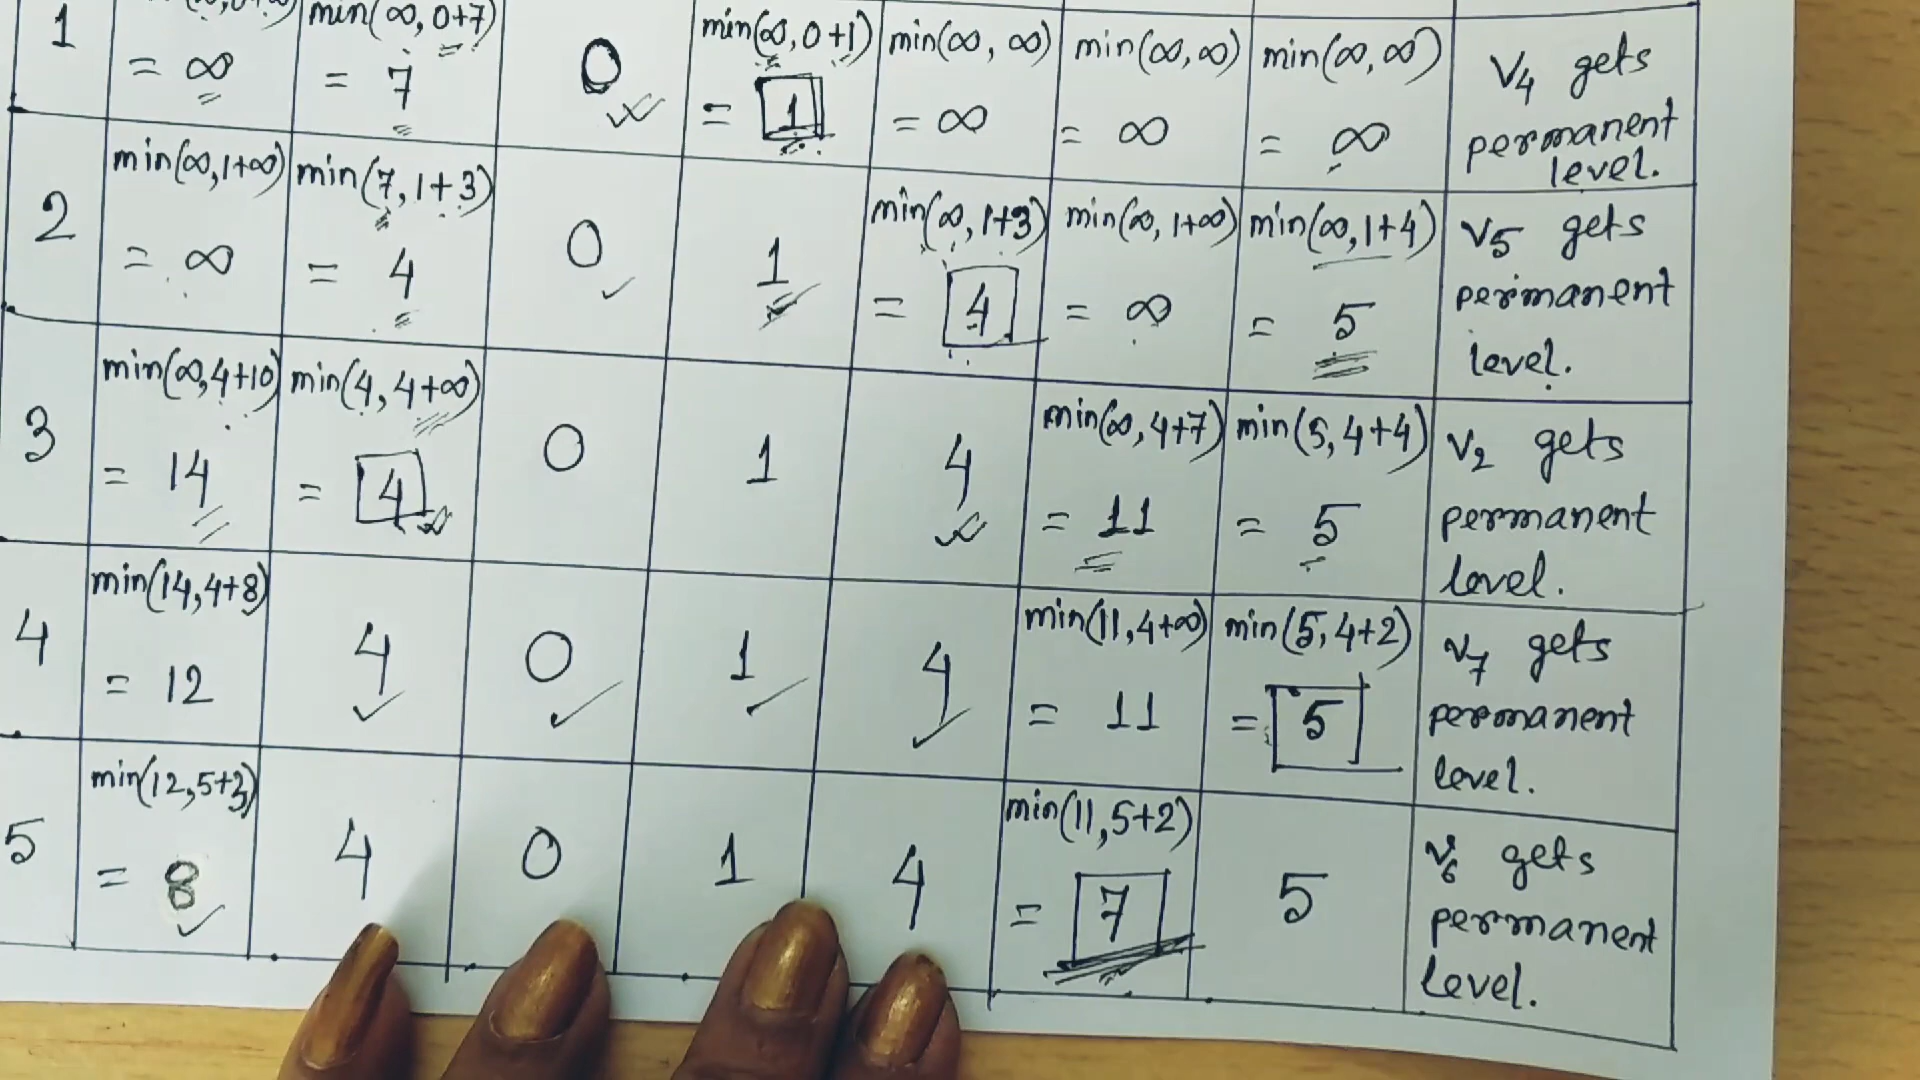 1 min(∞, 0+7) 0 min(∞, 0+1) min(∞, ∞) min(∞, ∞) min(∞, ∞) V4 gets
= ∞ = 7 = 1 = ∞ = ∞ = ∞ permanent
level.
2 min(∞, 1+∞) min(7, 1+3) 0 1 min(∞, 1+3) min(∞, 1+∞) min(∞, 1+4) V5 gets
= ∞ = 4 = 4 = ∞ = 5 permanent
level.
3 min(∞, 4+10) min(4, 4+∞) 0 1 4 min(∞, 4+7) min(5, 4+4) V2 gets
= 14 = 4 = 11 = 5 permanent
level.
4 min(14, 4+8) 4 0 1 4 min(11, 4+∞) min(5, 4+2) V7 gets
= 12 = 11 = 5 permanent
level.
5 min(12, 5+3) 4 0 1 4 min(11, 5+2) 5 V6 gets
= 8 = 7 permanent
level.